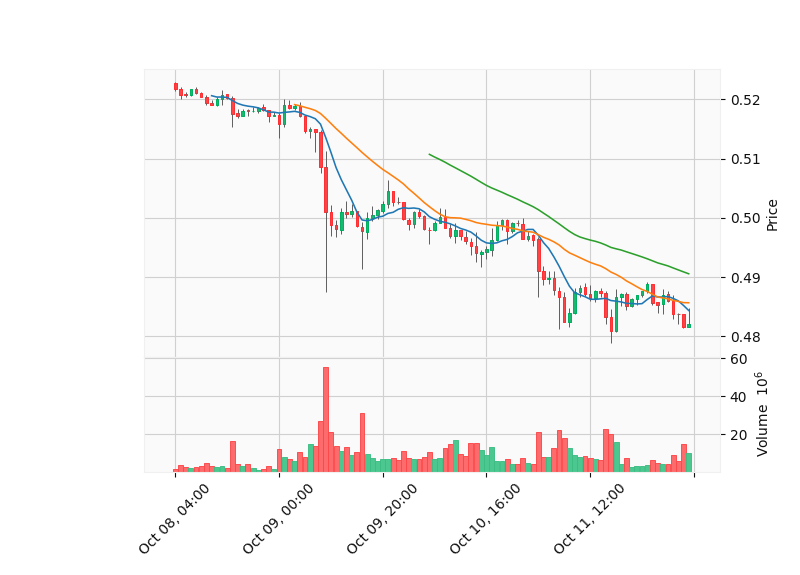 0.52
0.51
0.50
0.49
0.48
Price
60
40
20
Volume 10^6
Oct 08, 04:00
Oct 09, 00:00
Oct 09, 20:00
Oct 10, 16:00
Oct 11, 12:00